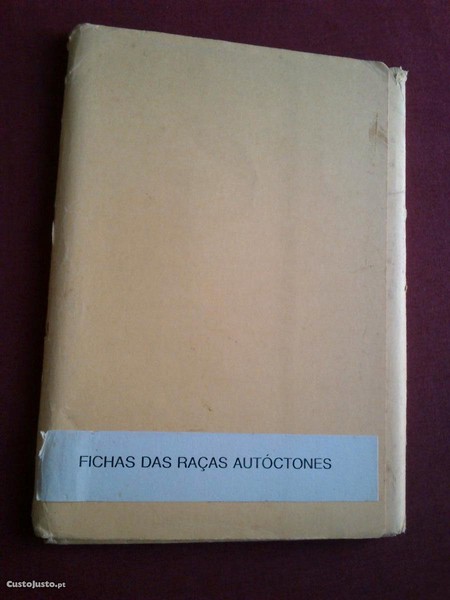 FICHAS DAS RAÇAS AUTÓCTONES
CustoJusto.pt